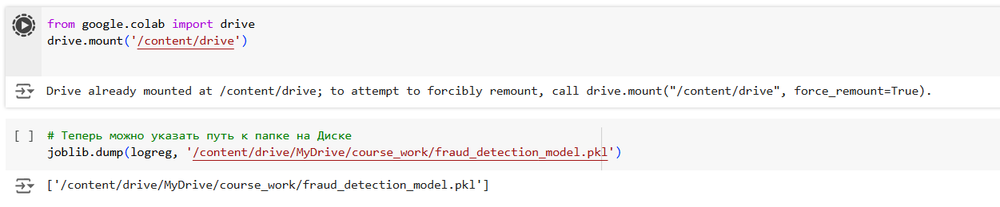 from google.colab import drive
drive.mount('/content/drive')
Drive already mounted at /content/drive; to attempt to forcibly remount, call drive.mount("/content/drive", force_remount=True).
[ ] # Теперь можно указать путь к папке на Диске
joblib.dump(logreg, '/content/drive/MyDrive/course_work/fraud_detection_model.pkl')
['/content/drive/MyDrive/course_work/fraud_detection_model.pkl']